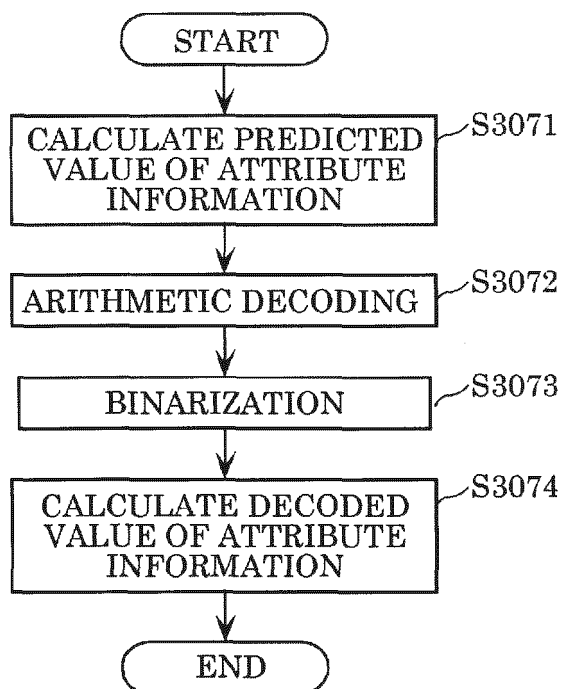 START
CALCULATE PREDICTED
VALUE OF ATTRIBUTE
INFORMATION
S3071
ARITHMETIC DECODING
S3072
BINARIZATION
S3073
CALCULATE DECODED
VALUE OF ATTRIBUTE
INFORMATION
S3074
END